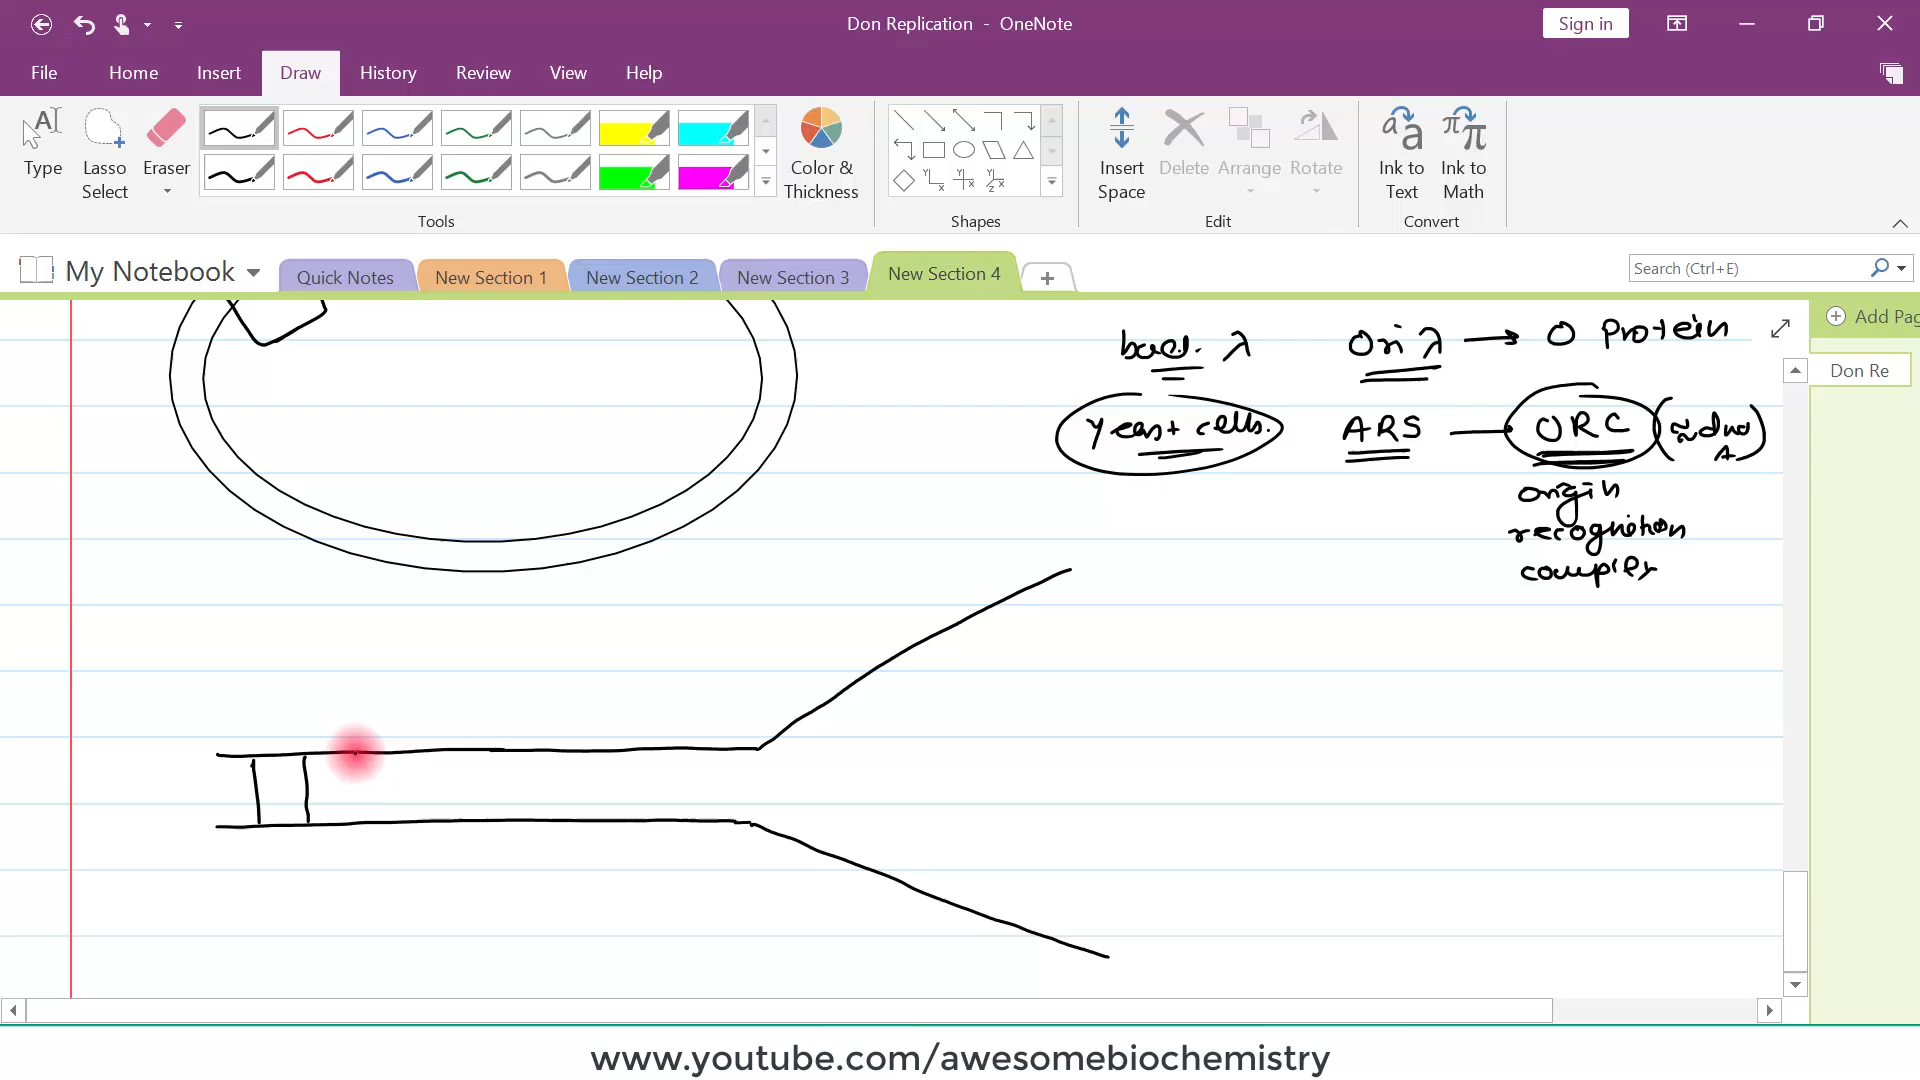 Don Replication - OneNote
Sign in
File Home Insert Draw History Review View Help
Type
Lasso Select
Eraser
Color & Thickness
Insert Space
Delete
Arrange
Rotate
Ink to Text
Ink to Math
Tools
Shapes
Edit
Convert
My Notebook
Quick Notes
New Section 1
New Section 2
New Section 3
New Section 4
Search (Ctrl+E)
Add Pag
Don Re
bact. λ Ori λ → O Protein
Yeast cells. ARS — ORC
origin
recognition
complex
www.youtube.com/awesomebiochemistry